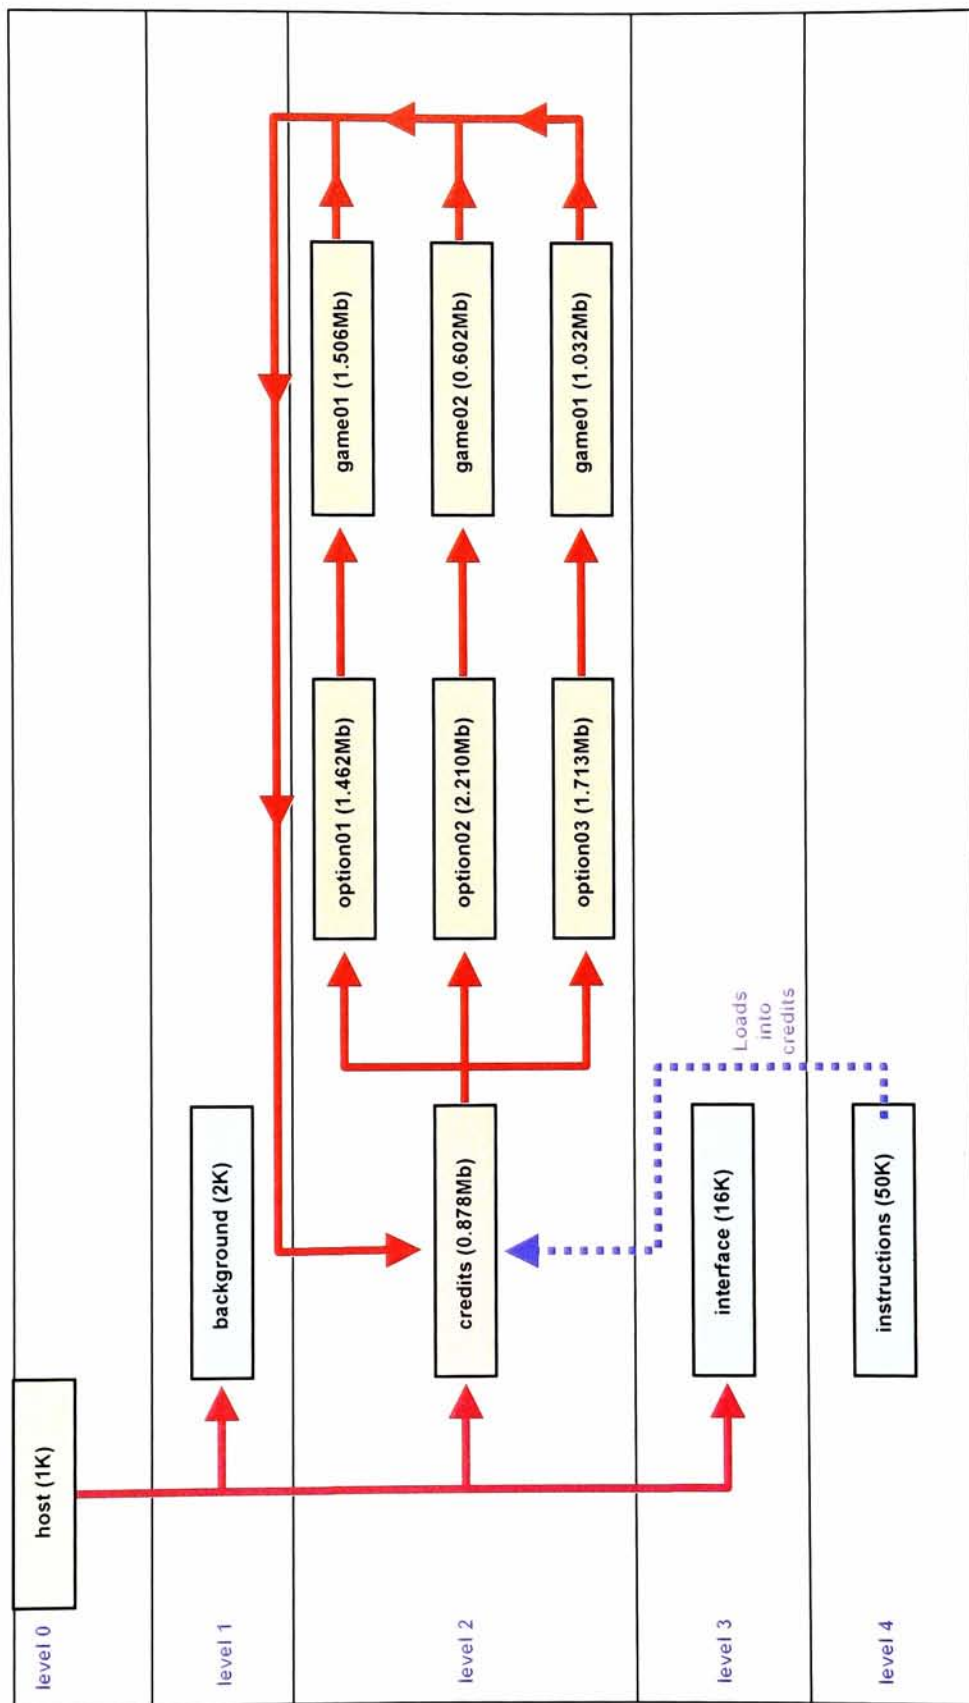 level 0
host (1K)
level 1
background (2K)
level 2
credits (0.878Mb)
option01 (1.462Mb)
game01 (1.506Mb)
option02 (2.210Mb)
game02 (0.602Mb)
option03 (1.713Mb)
game01 (1.032Mb)
level 3
interface (16K)
Loads
into
credits
level 4
instructions (50K)